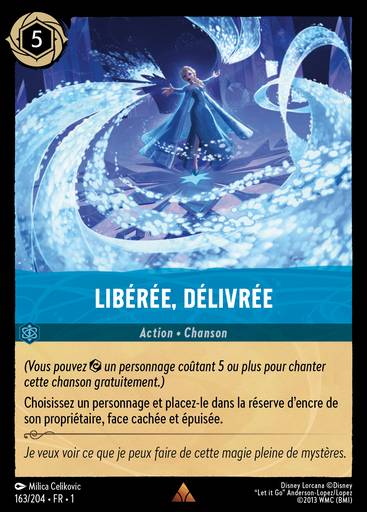 5
LIBÉRÉE, DÉLIVRÉE
Action • Chanson
(Vous pouvez un personnage coûtant 5 ou plus pour chanter
cette chanson gratuitement.)
Choisissez un personnage et placez-le dans la réserve d'encre de
son propriétaire, face cachée et épuisée.
Je veux voir ce que je peux faire de cette magie pleine de mystères.
Milica Celikovic
163/204 • FR • 1
Disney Lorcana ©Disney
"Let it Go" Anderson-Lopez/Lopez
©2013 WMC (BMI)